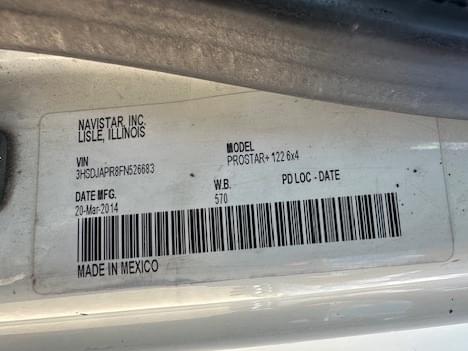 NAVISTAR, INC.
LISLE, ILLINOIS
VIN
3HSDJAPR8FN526683
MODEL
PROSTAR+ 122 6x4
DATE MFG.
20-Mar-2014
W.B.
570
PD LOC - DATE
MADE IN MEXICO